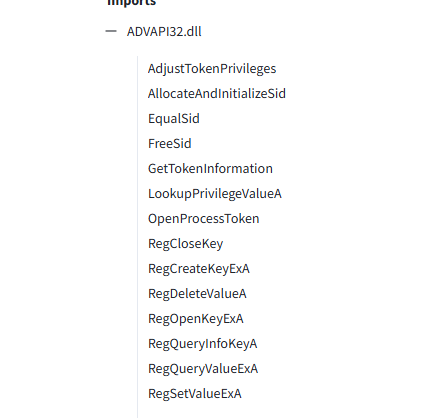 Imports
ADVAPI32.dll
AdjustTokenPrivileges
AllocateAndInitializeSid
EqualSid
FreeSid
GetTokenInformation
LookupPrivilegeValueA
OpenProcessToken
RegCloseKey
RegCreateKeyExA
RegDeleteValueA
RegOpenKeyExA
RegQueryInfoKeyA
RegQueryValueExA
RegSetValueExA